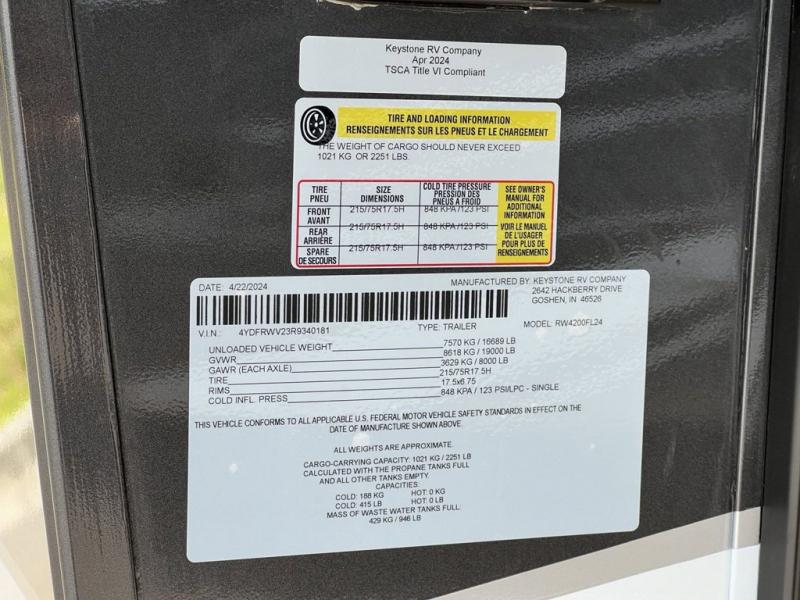 Keystone RV Company
Apr 2024
TSCA Title VI Compliant
TIRE AND LOADING INFORMATION
RENSEIGNEMENTS SUR LES PNEUS ET LE CHARGEMENT
THE WEIGHT OF CARGO SHOULD NEVER EXCEED
1021 KG OR 2251 LBS.
TIRE PNEU SIZE DIMENSIONS COLD TIRE PRESSURE PRESSION DES PNEUS A FROID
FRONT AVANT 215/75R17.5H 848 KPA /123 PSI
REAR ARRIÈRE 215/75R17.5H 848 KPA /123 PSI
SPARE DE SECOURS 215/75R17.5H 848 KPA /123 PSI
SEE OWNER'S
MANUAL FOR
ADDITIONAL
INFORMATION
VOIR LE MANUEL
DE L'USAGER
POUR PLUS DE
RENSEIGNEMENTS
DATE: 4/22/2024 MANUFACTURED BY: KEYSTONE RV COMPANY
2642 HACKBERRY DRIVE
GOSHEN, IN 46526
V.I.N.: 4YDFRWV23R9340181 TYPE: TRAILER MODEL: RW4200FL24
UNLOADED VEHICLE WEIGHT 7570 KG / 16689 LB
GVWR 8618 KG / 19000 LB
GAWR (EACH AXLE) 3629 KG / 8000 LB
TIRE 215/75R17.5H
RIMS 17.5x6.75
COLD INFL. PRESS 848 KPA / 123 PSI/LPC - SINGLE
THIS VEHICLE CONFORMS TO ALL APPLICABLE U.S. FEDERAL MOTOR VEHICLE SAFETY STANDARDS IN EFFECT ON THE
DATE OF MANUFACTURE SHOWN ABOVE.
ALL WEIGHTS ARE APPROXIMATE.
CARGO-CARRYING CAPACITY: 1021 KG / 2251 LB
CALCULATED WITH THE PROPANE TANKS FULL
AND ALL OTHER TANKS EMPTY.
CAPACITIES:
COLD: 188 KG HOT: 0 KG
COLD: 415 LB HOT: 0 LB
MASS OF WASTE WATER TANKS FULL:
429 KG / 946 LB